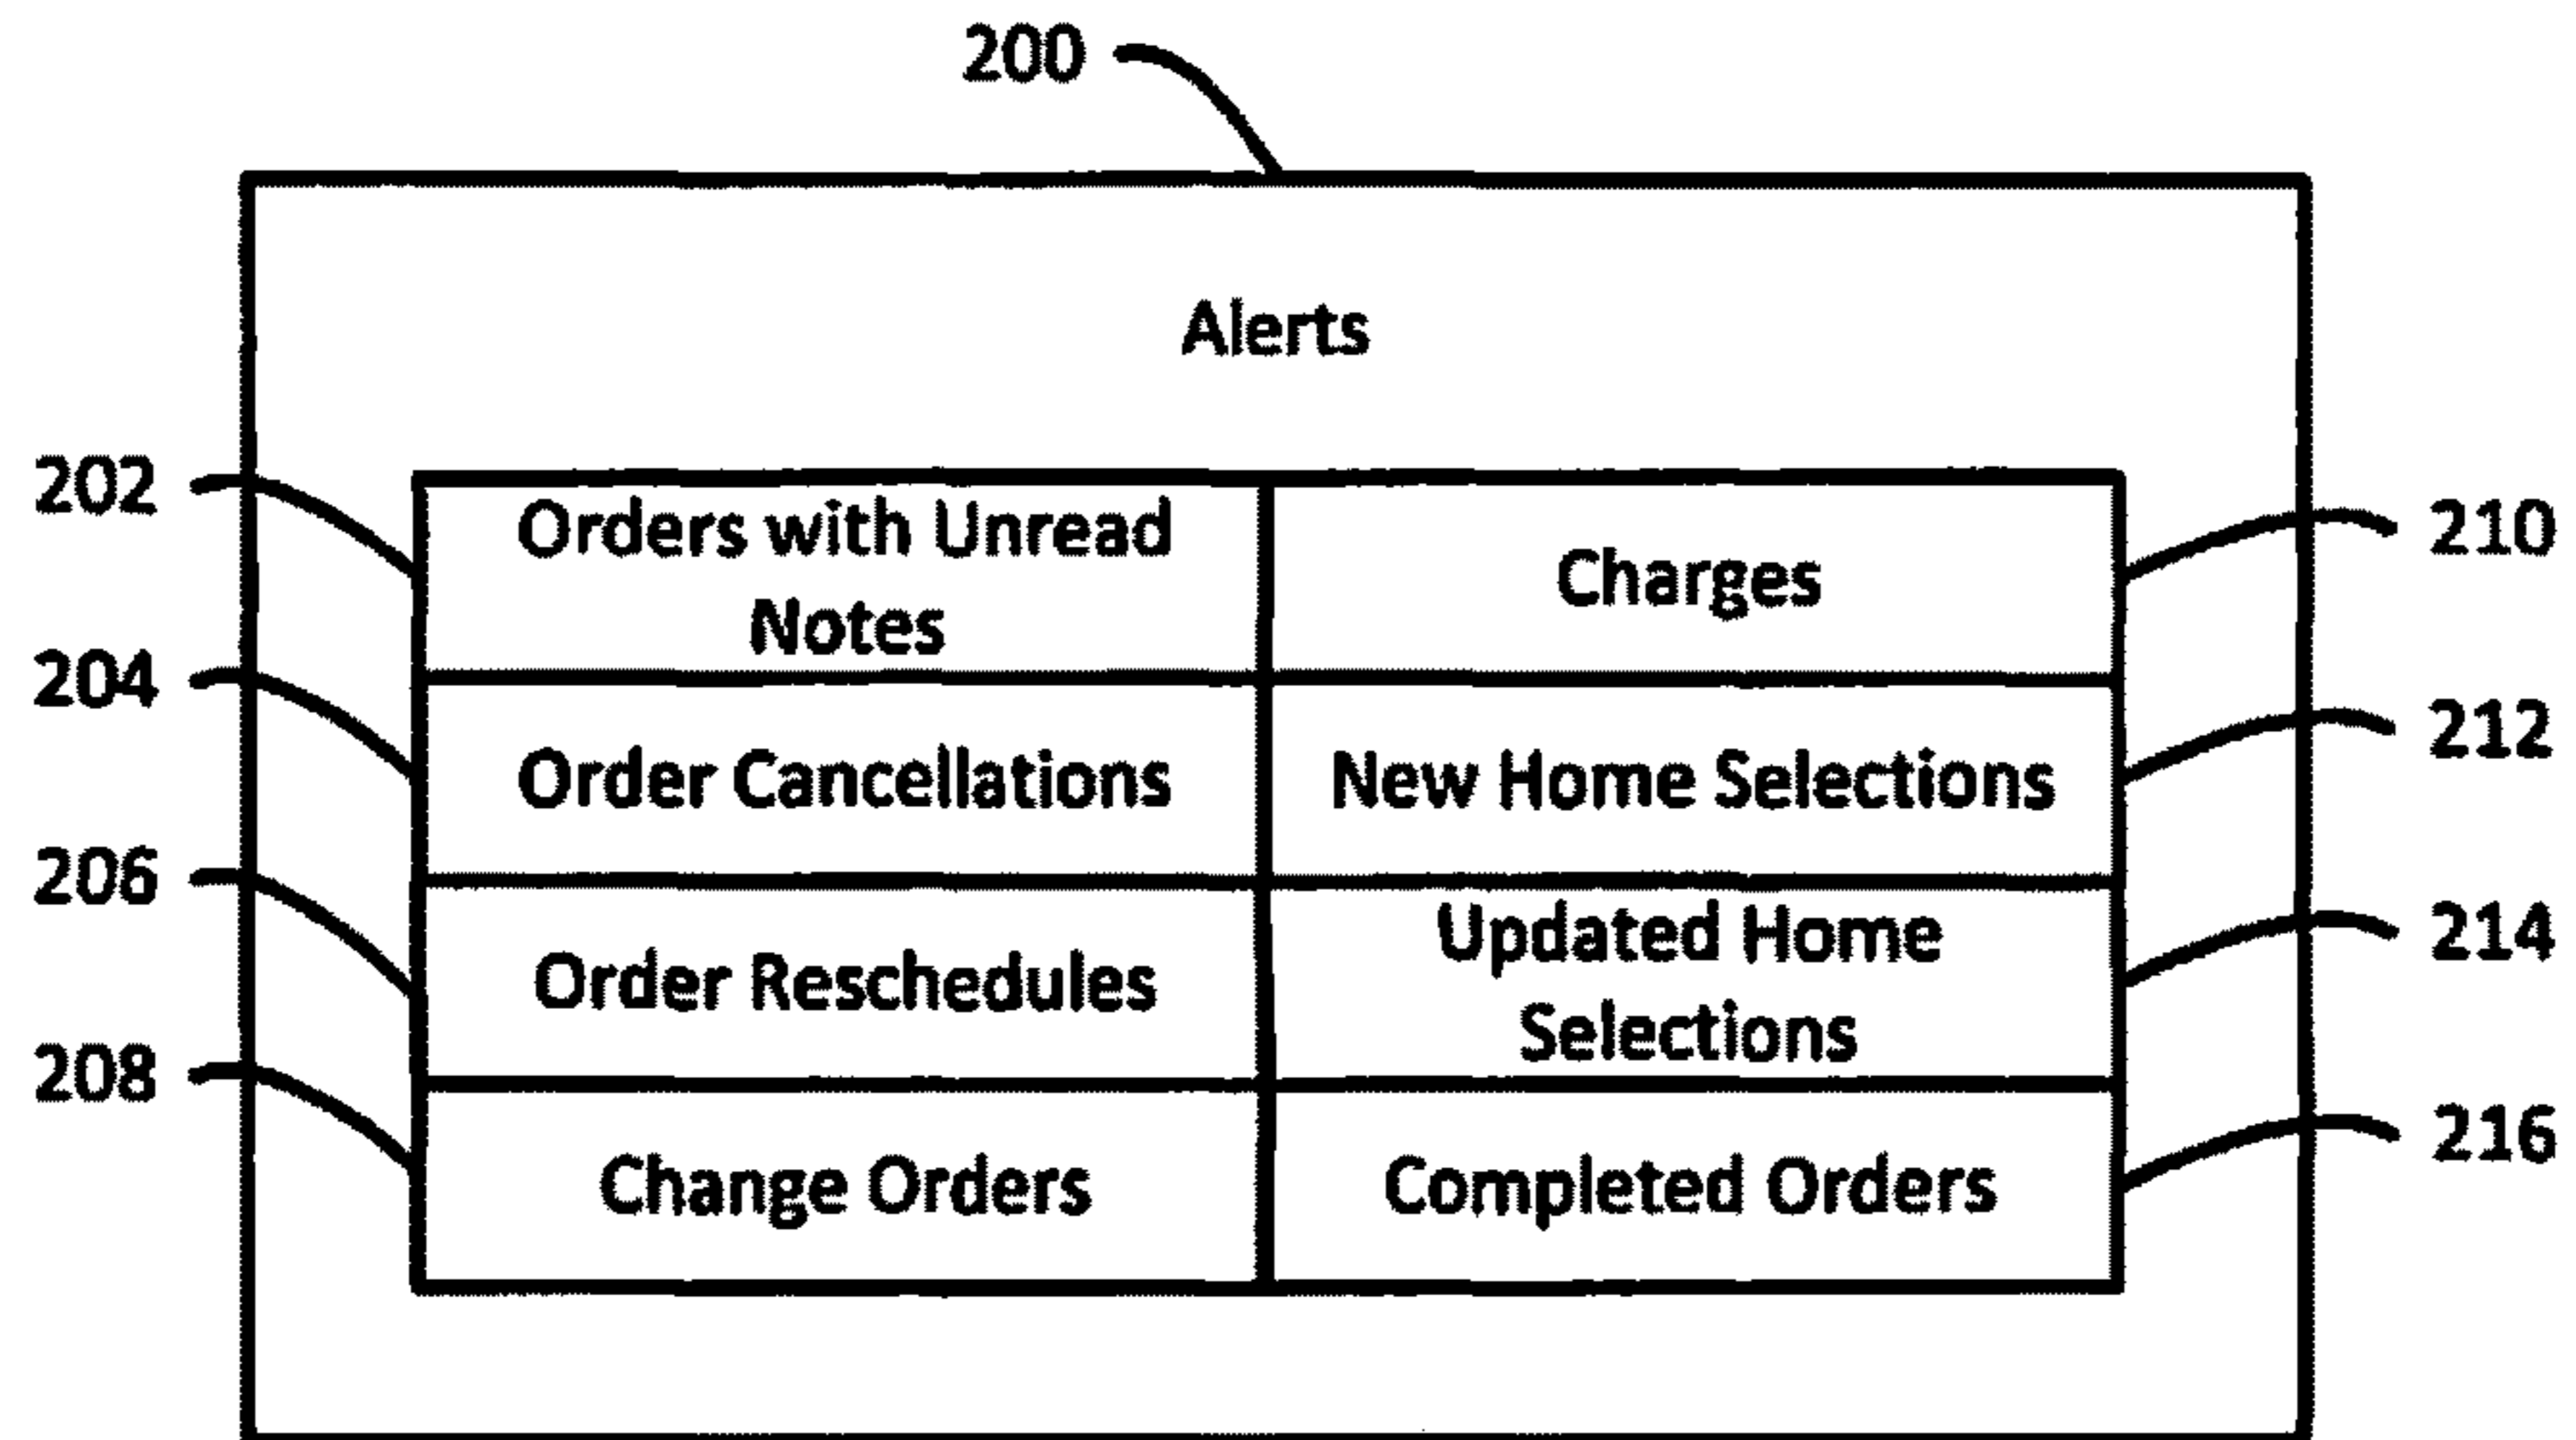 200
Alerts
202
Orders with Unread
Notes
Charges
210
204
Order Cancellations
New Home Selections
212
206
Order Reschedules
Updated Home
Selections
214
208
Change Orders
Completed Orders
216